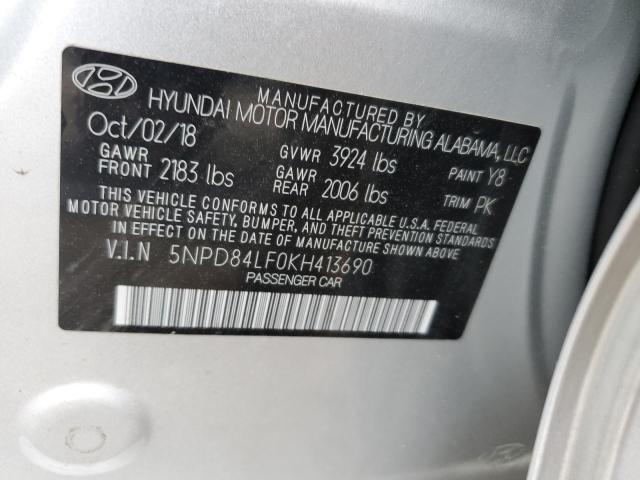 MANUFACTURED BY
HYUNDAI MOTOR MANUFACTURING ALABAMA, LLC
Oct/02/18
GAWR FRONT 2183 lbs
GVWR 3924 lbs
GAWR REAR 2006 lbs
PAINT Y8
TRIM PK
THIS VEHICLE CONFORMS TO ALL APPLICABLE U.S.A. FEDERAL
MOTOR VEHICLE SAFETY, BUMPER, AND THEFT PREVENTION STANDARDS
IN EFFECT ON THE DATE OF MANUFACTURE SHOWN ABOVE.
V.I.N 5NPD84LF0KH413690
PASSENGER CAR